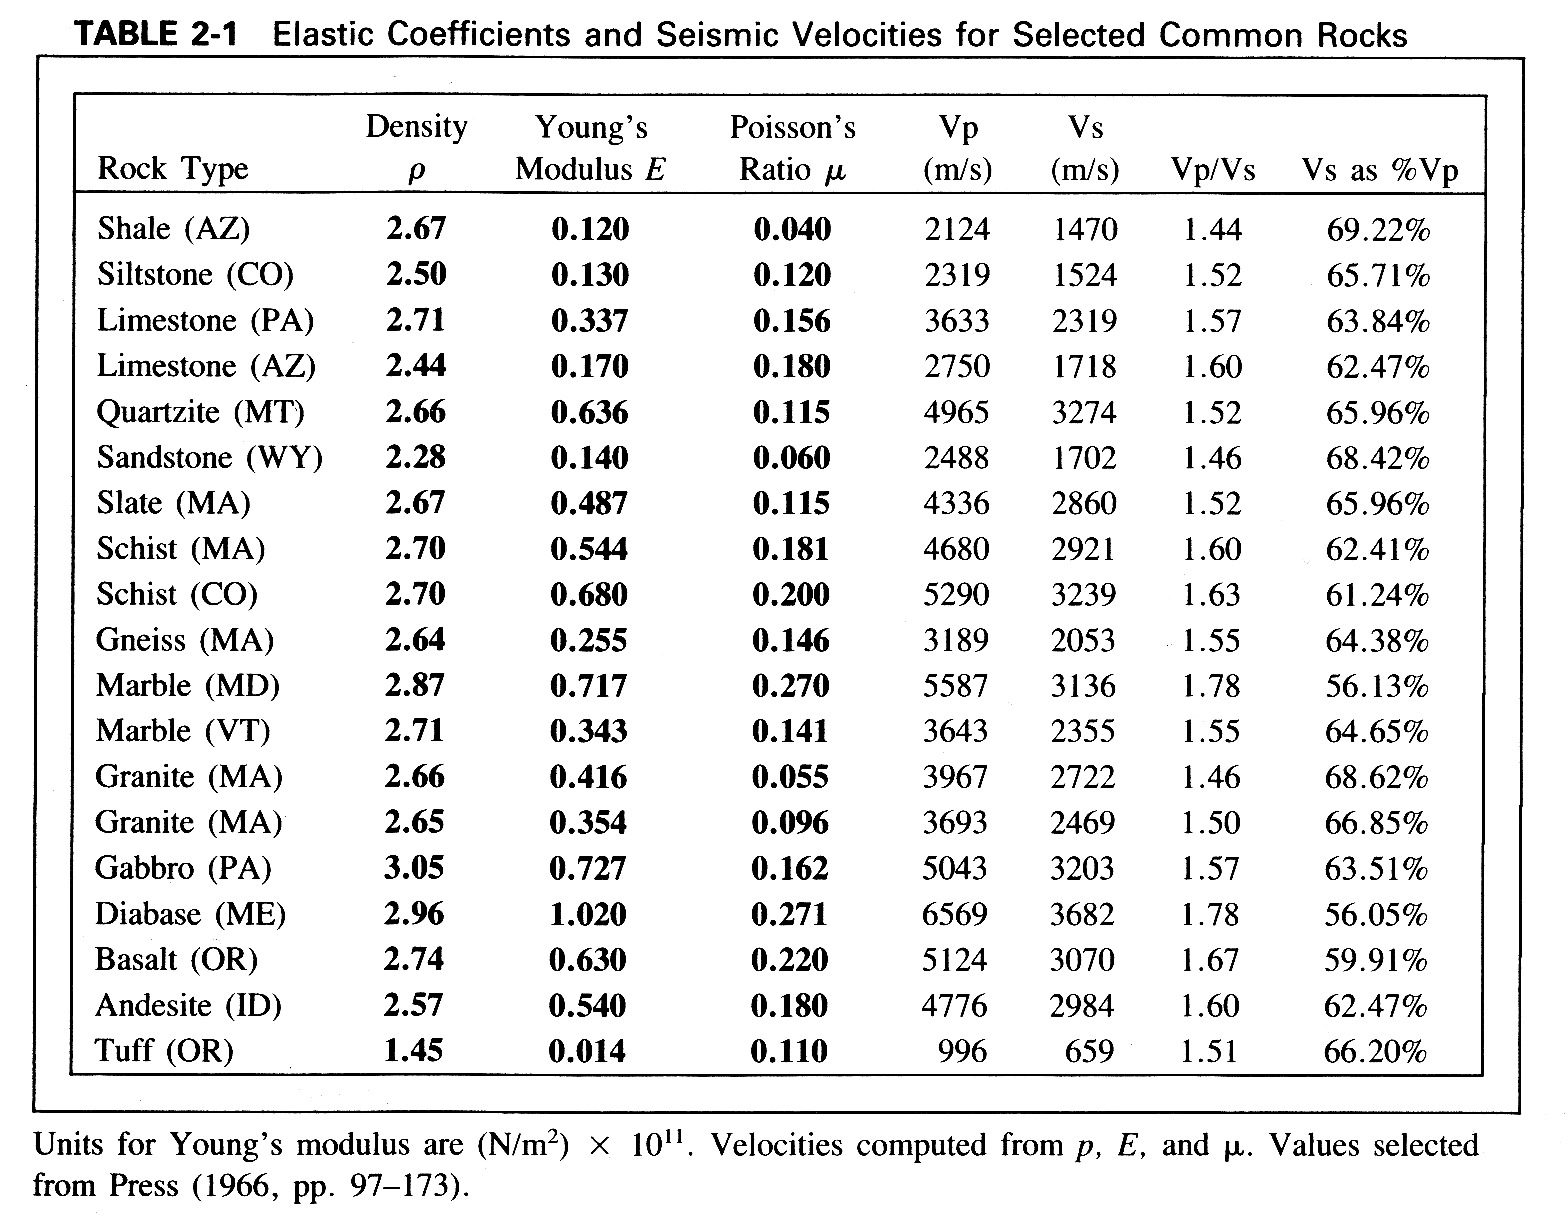 TABLE 2-1 Elastic Coefficients and Seismic Velocities for Selected Common Rocks
Density Young's Poisson's Vp Vs
Rock Type ρ Modulus E Ratio μ (m/s) (m/s) Vp/Vs Vs as %Vp
Shale (AZ) 2.67 0.120 0.040 2124 1470 1.44 69.22%
Siltstone (CO) 2.50 0.130 0.120 2319 1524 1.52 65.71%
Limestone (PA) 2.71 0.337 0.156 3633 2319 1.57 63.84%
Limestone (AZ) 2.44 0.170 0.180 2750 1718 1.60 62.47%
Quartzite (MT) 2.66 0.636 0.115 4965 3274 1.52 65.96%
Sandstone (WY) 2.28 0.140 0.060 2488 1702 1.46 68.42%
Slate (MA) 2.67 0.487 0.115 4336 2860 1.52 65.96%
Schist (MA) 2.70 0.544 0.181 4680 2921 1.60 62.41%
Schist (CO) 2.70 0.680 0.200 5290 3239 1.63 61.24%
Gneiss (MA) 2.64 0.255 0.146 3189 2053 1.55 64.38%
Marble (MD) 2.87 0.717 0.270 5587 3136 1.78 56.13%
Marble (VT) 2.71 0.343 0.141 3643 2355 1.55 64.65%
Granite (MA) 2.66 0.416 0.055 3967 2722 1.46 68.62%
Granite (MA) 2.65 0.354 0.096 3693 2469 1.50 66.85%
Gabbro (PA) 3.05 0.727 0.162 5043 3203 1.57 63.51%
Diabase (ME) 2.96 1.020 0.271 6569 3682 1.78 56.05%
Basalt (OR) 2.74 0.630 0.220 5124 3070 1.67 59.91%
Andesite (ID) 2.57 0.540 0.180 4776 2984 1.60 62.47%
Tuff (OR) 1.45 0.014 0.110 996 659 1.51 66.20%
Units for Young's modulus are (N/m²) × 10¹¹. Velocities computed from p, E, and μ. Values selected
from Press (1966, pp. 97–173).